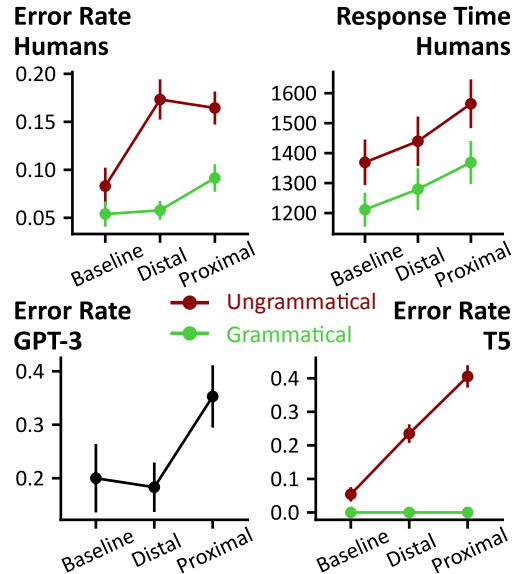 Error Rate
Humans
0.20
0.15
0.10
0.05
Baseline
Distal
Proximal
Response Time
Humans
1600
1500
1400
1300
1200
Baseline
Distal
Proximal
Ungrammatical
Grammatical
Error Rate
GPT-3
0.4
0.3
0.2
Baseline
Distal
Proximal
Error Rate
T5
0.4
0.3
0.2
0.1
0.0
Baseline
Distal
Proximal